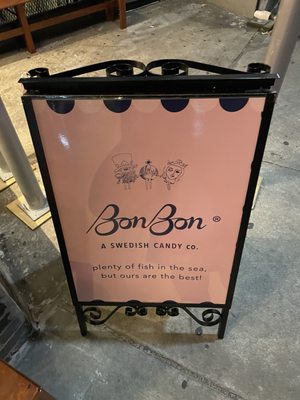 BonBon ®
A SWEDISH CANDY CO.
plenty of fish in the sea,
but ours are the best!